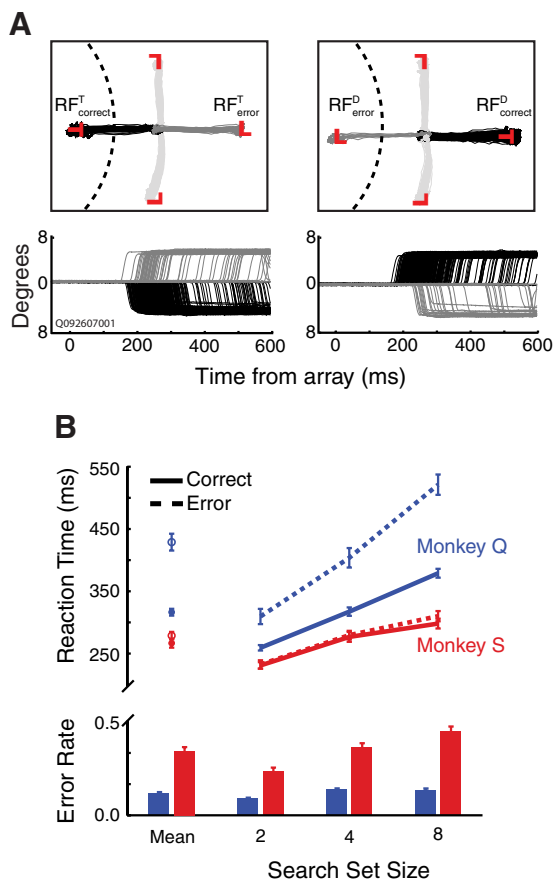 A
RF^T_correct
RF^T_error
RF^D_error
RF^D_correct
8
0
8
Degrees
Q092607001
0 200 400 600
8
0
8
0 200 400 600
Time from array (ms)
B
550
450
350
250
Reaction Time (ms)
Correct
Error
Monkey Q
Monkey S
0.5
0.0
Error Rate
Mean 2 4 8
Search Set Size